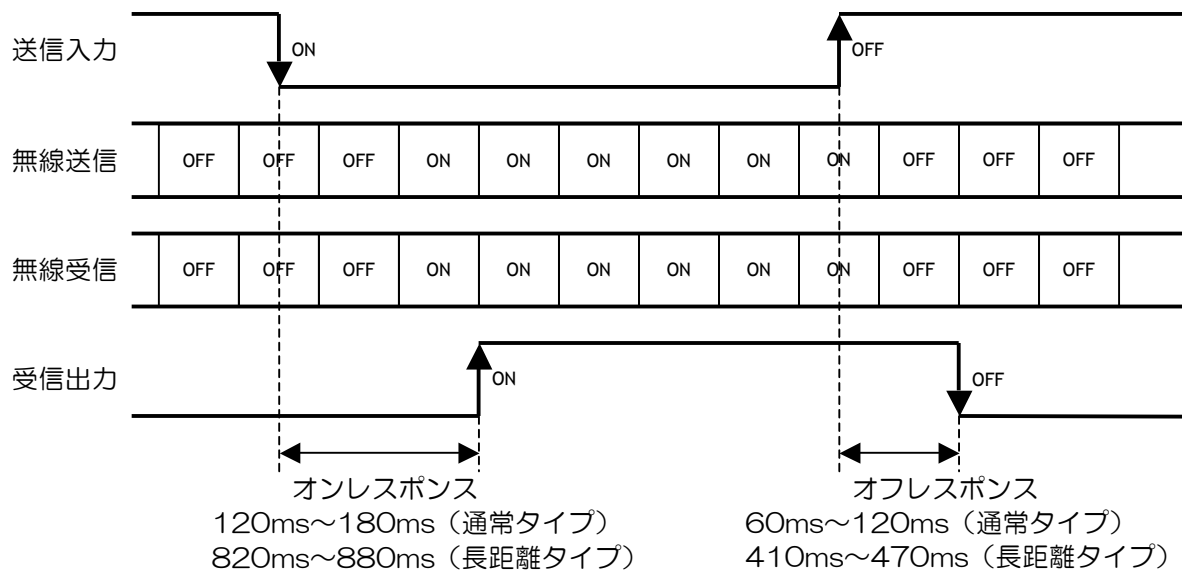 送信入力
ON
OFF
無線送信 OFF OFF OFF ON ON ON ON ON ON OFF OFF OFF
無線受信 OFF OFF OFF ON ON ON ON ON ON OFF OFF OFF
受信出力
ON
OFF
オンレスポンス
120ms～180ms（通常タイプ）
820ms～880ms（長距離タイプ）
オフレスポンス
60ms～120ms（通常タイプ）
410ms～470ms（長距離タイプ）